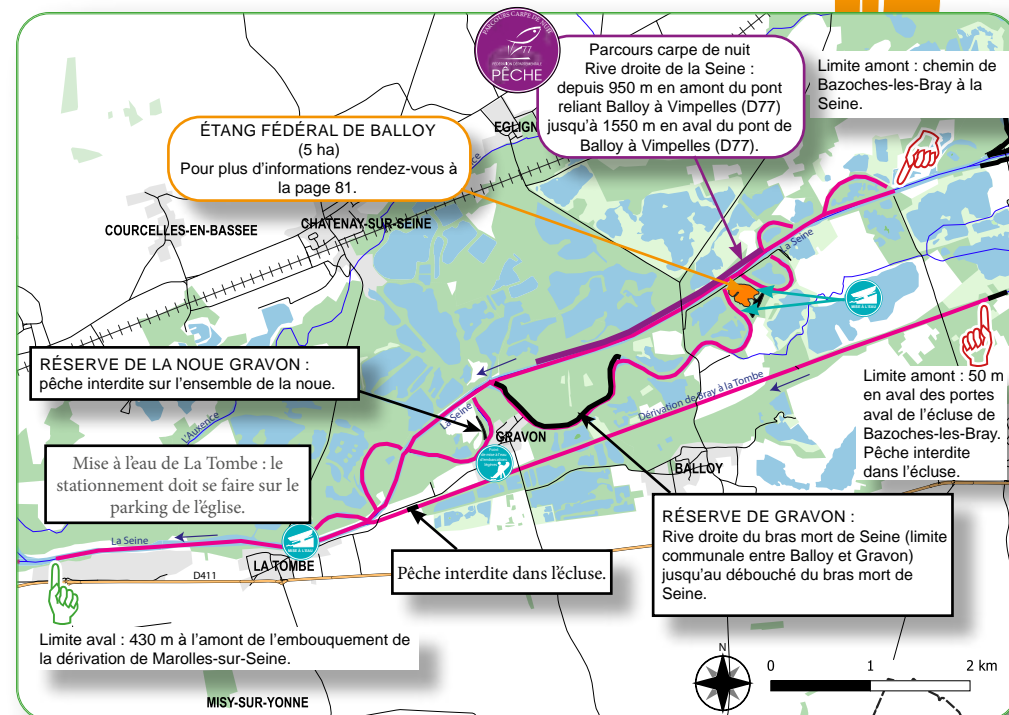 PARCOURS CARPE DE NUIT
77
FÉDÉRATION DÉPARTEMENTALE
PÊCHE
Parcours carpe de nuit
Rive droite de la Seine :
depuis 950 m en amont du pont
reliant Balloy à Vimpelles (D77)
jusqu'à 1550 m en aval du pont de
Balloy à Vimpelles (D77).
Limite amont : chemin de
Bazoches-les-Bray à la
Seine.
ÉTANG FÉDÉRAL DE BALLOY
(5 ha)
Pour plus d'informations rendez-vous à
la page 81.
EGLIGN
COURCELLES-EN-BASSEE
CHATENAY-SUR-SEINE
La Seine
MISE À L'EAU
RÉSERVE DE LA NOUE GRAVON :
pêche interdite sur l'ensemble de la noue.
Dérivation de Bray à la Tombe
Limite amont : 50 m
en aval des portes
aval de l'écluse de
Bazoches-les-Bray.
Pêche interdite
dans l'écluse.
La Seine
L'Auxence
GRAVON
BALLOY
Mise à l'eau de La Tombe : le
stationnement doit se faire sur le
parking de l'église.
RÉSERVE DE GRAVON :
Rive droite du bras mort de Seine (limite
communale entre Balloy et Gravon)
jusqu'au débouché du bras mort de
Seine.
La Seine
MISE À L'EAU
LA TOMBE
D411
Pêche interdite dans l'écluse.
Limite aval : 430 m à l'amont de l'embouquement de
la dérivation de Marolles-sur-Seine.
MISY-SUR-YONNE
N
0 1 2 km